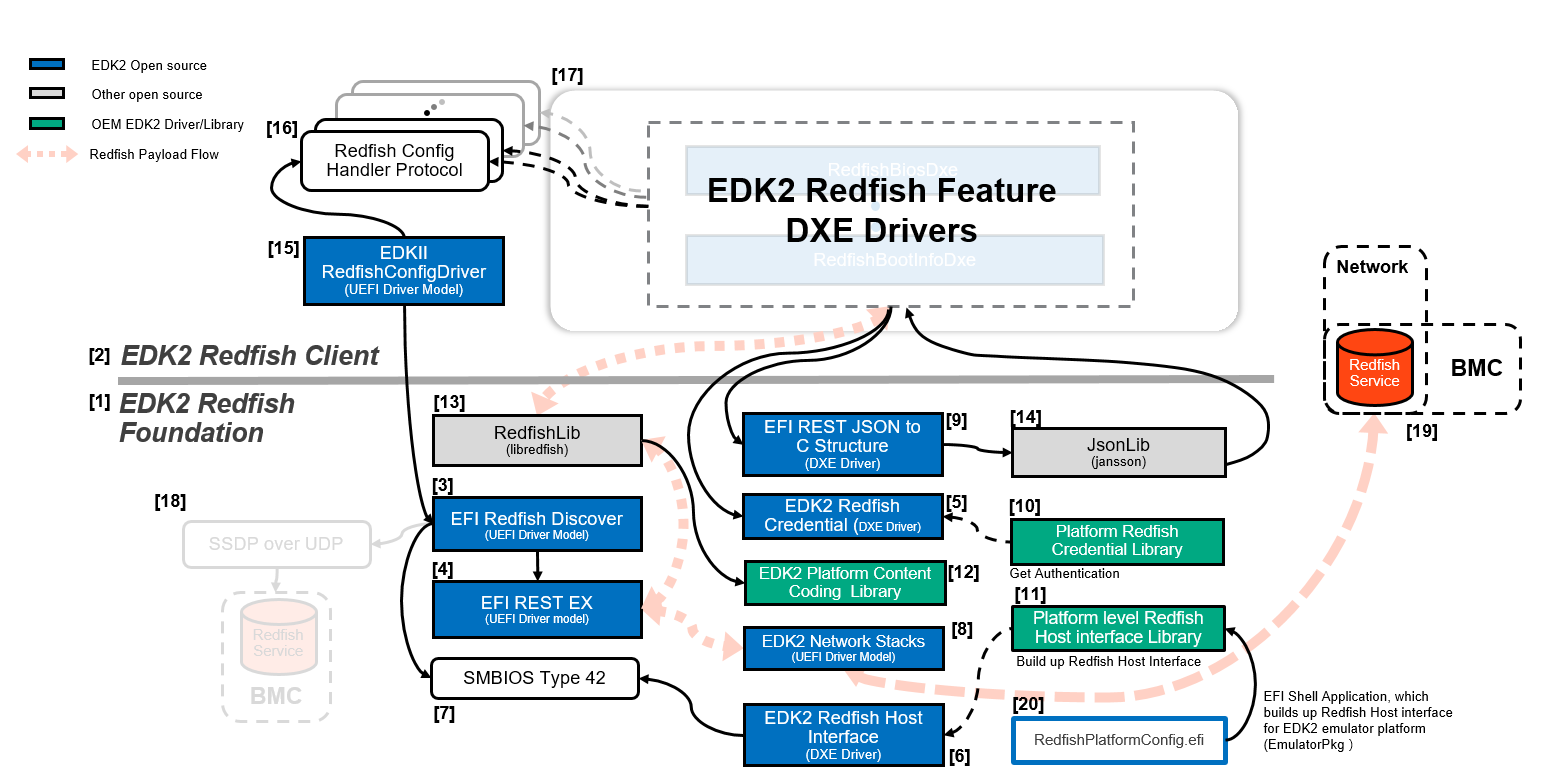 EDK2 Open source
Other open source
OEM EDK2 Driver/Library
Redfish Payload Flow
[16]
[17]
Redfish Config
Handler Protocol
RedfishBiosDxe
EDK2 Redfish Feature
DXE Drivers
RedfishBootInfoDxe
[15]
EDKII
RedfishConfigDriver
(UEFI Driver Model)
Network
Redfish
Service
BMC
[19]
[2]
EDK2 Redfish Client
[1]
EDK2 Redfish
Foundation
[13]
RedfishLib
(libredfish)
[9]
EFI REST JSON to
C Structure
(DXE Driver)
[14]
JsonLib
(jansson)
[3]
EFI Redfish Discover
(UEFI Driver Model)
[18]
SSDP over UDP
Redfish
Service
BMC
[5]
EDK2 Redfish
Credential (DXE Driver)
[10]
Platform Redfish
Credential Library
Get Authentication
[4]
EFI REST EX
(UEFI Driver model)
[12]
EDK2 Platform Content
Coding Library
[11]
Platform level Redfish
Host interface Library
Build up Redfish Host Interface
[8]
EDK2 Network Stacks
(UEFI Driver Model)
SMBIOS Type 42
[7]
EDK2 Redfish Host
Interface
(DXE Driver)
[6]
[20]
RedfishPlatformConfig.efi
EFI Shell Application, which
builds up Redfish Host interface
for EDK2 emulator platform
(EmulatorPkg )